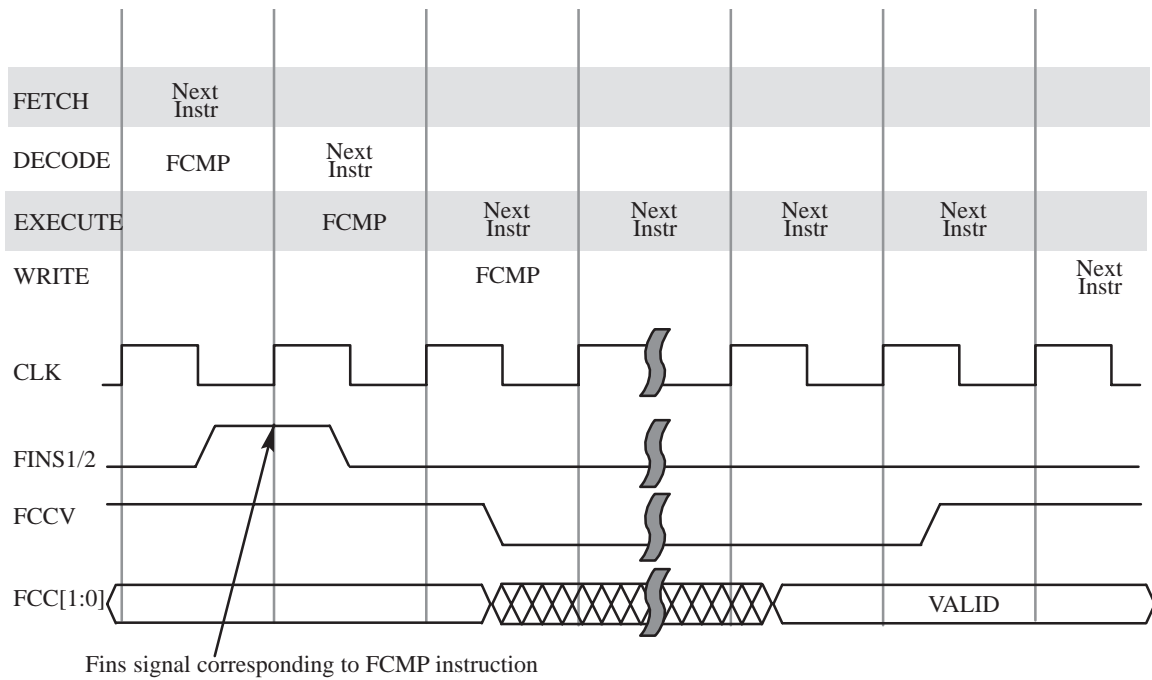 FETCH
Next
Instr
DECODE
FCMP
Next
Instr
EXECUTE
FCMP
Next
Instr
Next
Instr
Next
Instr
Next
Instr
WRITE
FCMP
Next
Instr
CLK
FINS1/2
FCCV
FCC[1:0]
VALID
Fins signal corresponding to FCMP instruction